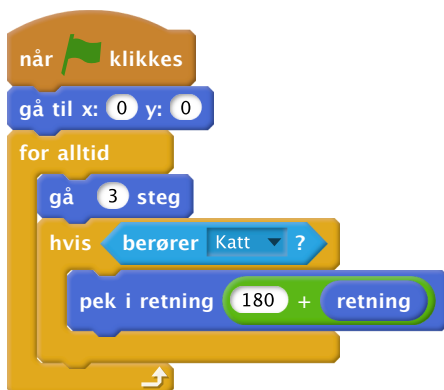 når klikkes
gå til x: 0 y: 0
for alltid
gå 3 steg
hvis berører Katt ?
pek i retning 180 + retning